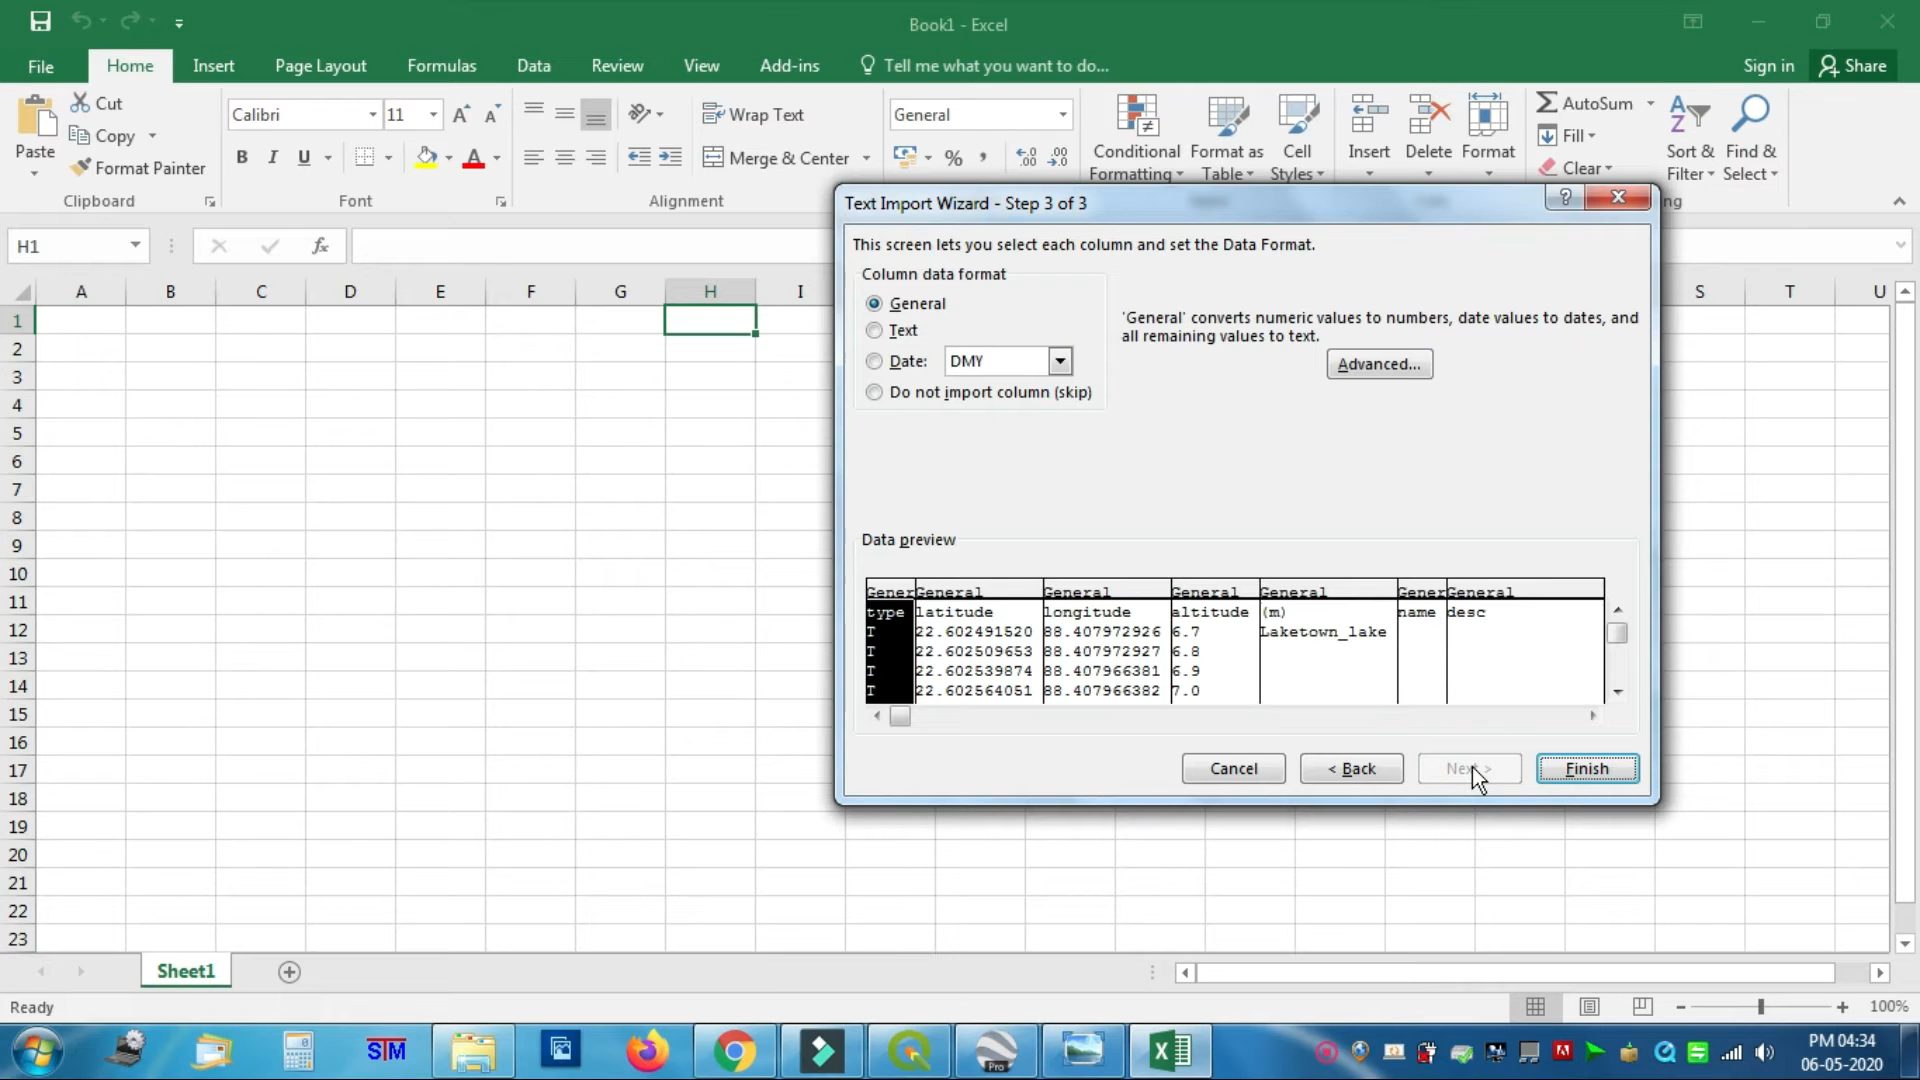 Book1 - Excel
File Home Insert Page Layout Formulas Data Review View Add-ins Tell me what you want to do... Sign in Share
Paste
Cut
Copy
Format Painter
Clipboard
Calibri 11
B I U
Font
Wrap Text
Merge & Center
Alignment
General
%
Conditional Formatting
Format as Table
Cell Styles
Insert Delete Format
AutoSum
Fill
Clear
Sort & Filter
Find & Select
H1
fx
A B C D E F G H I S T U
1
2
3
4
5
6
7
8
9
10
11
12
13
14
15
16
17
18
19
20
21
22
23
Text Import Wizard - Step 3 of 3
This screen lets you select each column and set the Data Format.
Column data format
General
Text
Date: DMY
Do not import column (skip)
'General' converts numeric values to numbers, date values to dates, and
all remaining values to text.
Advanced...
Data preview
Gener General General General General Gener General
type latitude longitude altitude (m) name desc
T 22.602491520 88.407972926 6.7 Laketown_lake
T 22.602509653 88.407972927 6.8
T 22.602539874 88.407966381 6.9
T 22.602564051 88.407966382 7.0
Cancel < Back Next > Finish
Sheet1
Ready
100%
STM
Pro
PM 04:34
06-05-2020